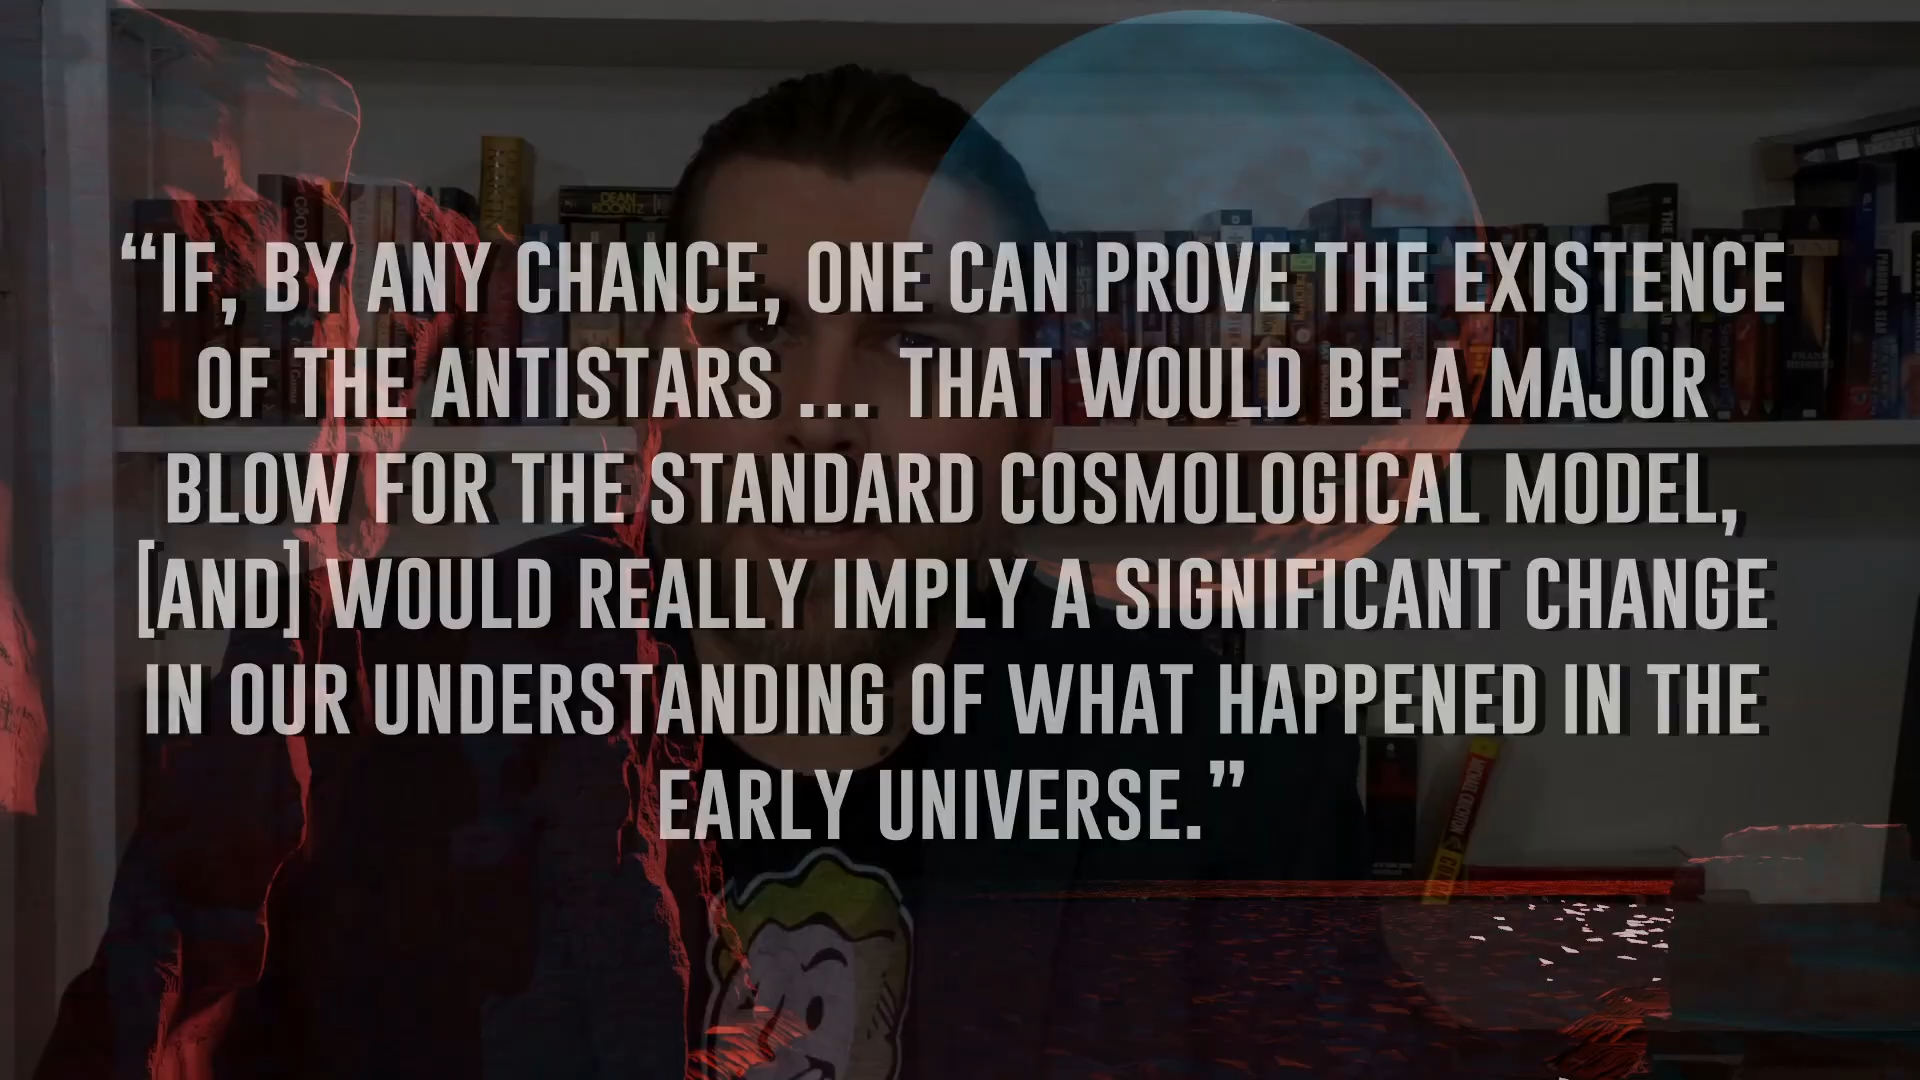 DEAN
KOONTZ
“IF, BY ANY CHANCE, ONE CAN PROVE THE EXISTENCE
OF THE ANTISTARS ... THAT WOULD BE A MAJOR
BLOW FOR THE STANDARD COSMOLOGICAL MODEL,
[AND] WOULD REALLY IMPLY A SIGNIFICANT CHANGE
IN OUR UNDERSTANDING OF WHAT HAPPENED IN THE
EARLY UNIVERSE.”